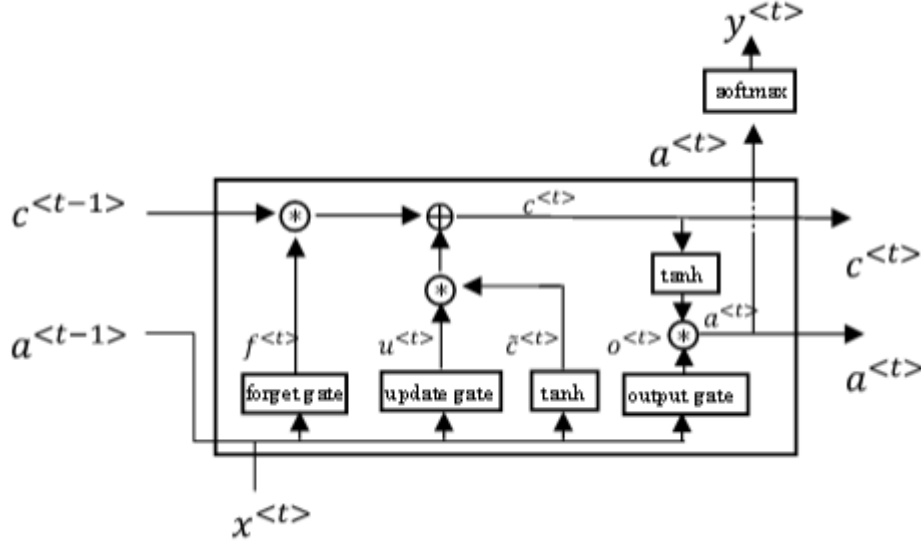 y<t>
softmax
a<t>
c<t-1>
*
c<t>
c<t>
tanh
*
a<t-1>
f<t>
u<t>
c̃<t>
o<t>
*
a<t>
a<t>
forget gate
update gate
tanh
output gate
x<t>